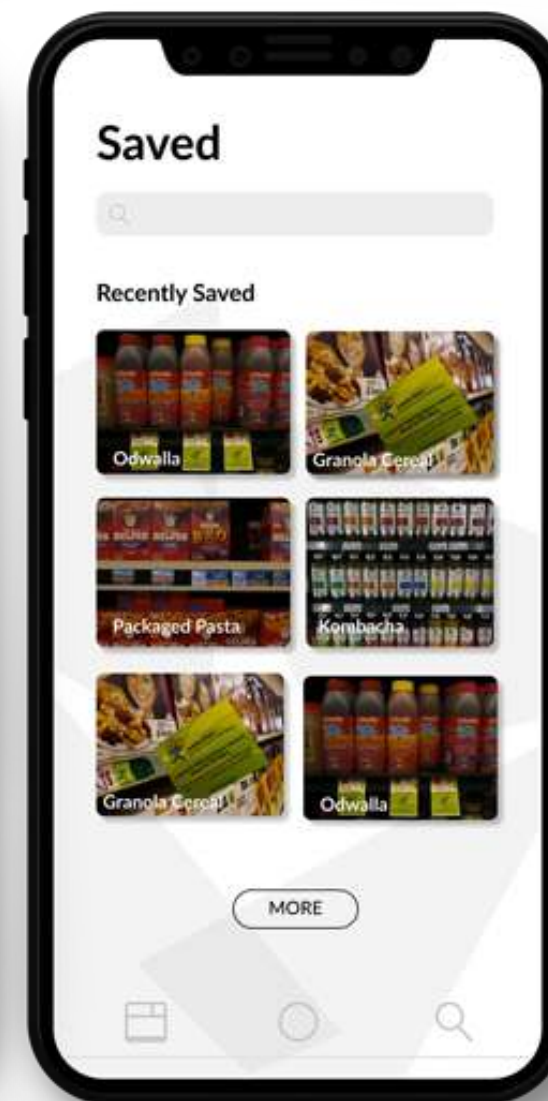 Saved
Recently Saved
Odwalla
Granola Cereal
Packaged Pasta
Kombacha
Granola Cereal
Odwalla
MORE